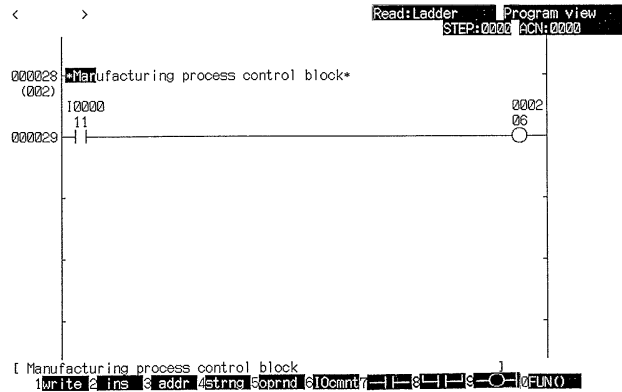 < >
Read:Ladder Program view
STEP:0000 ACN:0000
000028 *Manufacturing process control block*
(002)
I0000 0002
11 06
000029
[ Manufacturing process control block ]
1write 2 ins 3 addr 4strng 5oprnd 6IOcmnt 7 8 9 0FUN()